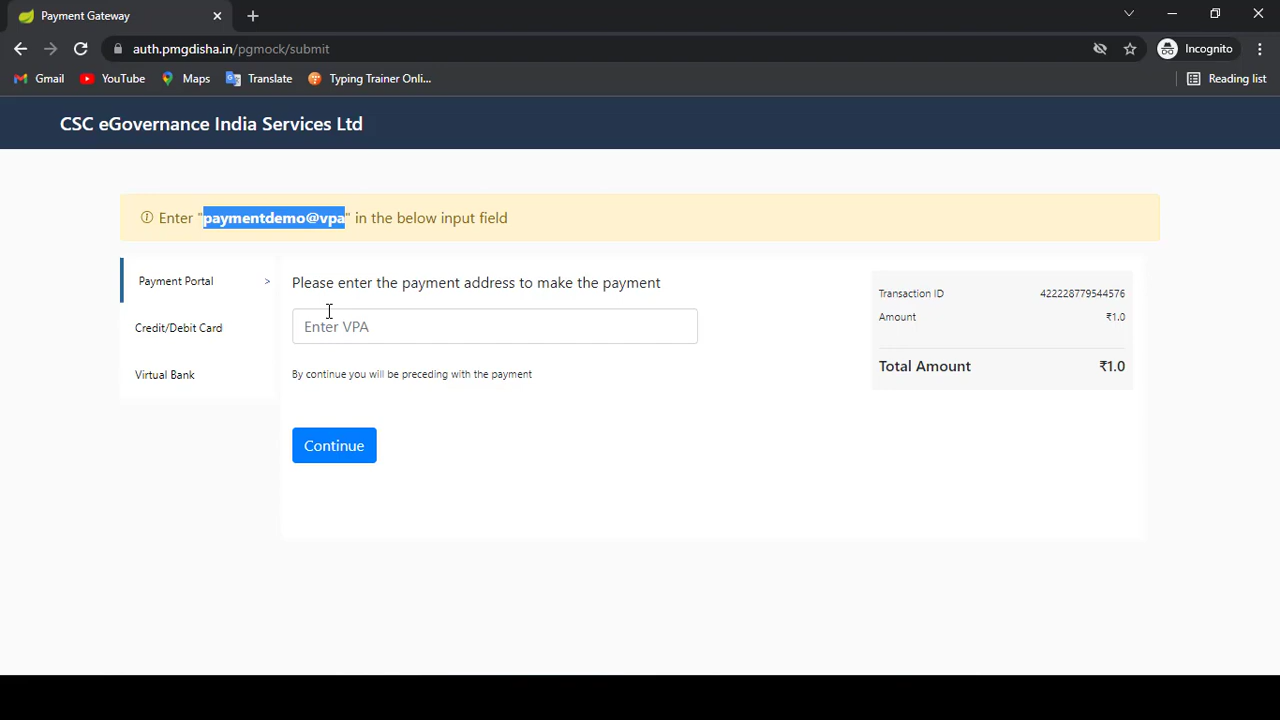 Payment Gateway
auth.pmgdisha.in/pgmock/submit
Incognito
Gmail
YouTube
Maps
Translate
Typing Trainer Onli...
Reading list
CSC eGovernance India Services Ltd
Enter "paymentdemo@vpa" in the below input field
Payment Portal >
Credit/Debit Card
Virtual Bank
Please enter the payment address to make the payment
Enter VPA
By continue you will be preceding with the payment
Continue
Transaction ID 422228779544576
Amount ₹1.0
Total Amount ₹1.0